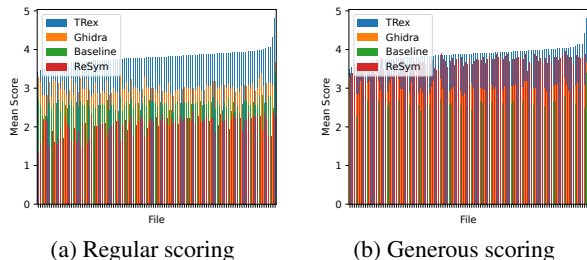 5
4
3
2
1
0
Mean Score
TRex
Ghidra
Baseline
ReSym
File
(a) Regular scoring
5
4
3
2
1
0
Mean Score
TRex
Ghidra
Baseline
ReSym
File
(b) Generous scoring